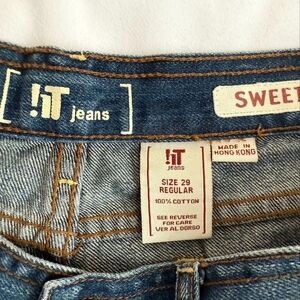 !iT jeans
SWEET
!iT
jeans
SIZE 29
REGULAR
100% COTTON
SEE REVERSE
FOR CARE
VER AL DORSO
MADE IN
HONG KONG